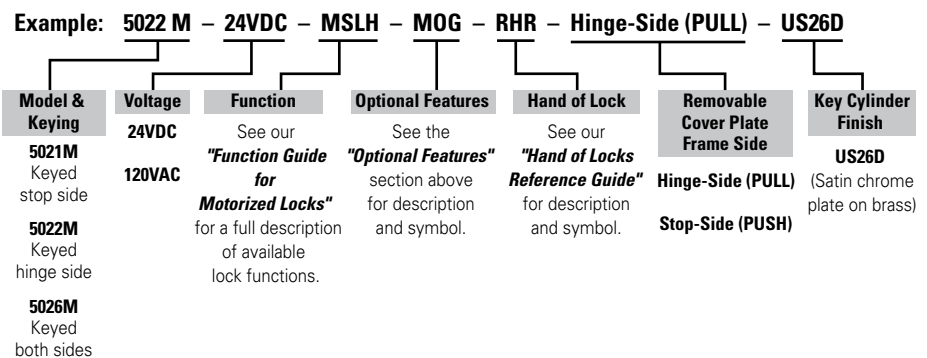 Example: 5022 M – 24VDC – MSLH – MOG – RHR – Hinge-Side (PULL) – US26D
Model &
Keying
5021M
Keyed
stop side
5022M
Keyed
hinge side
5026M
Keyed
both sides
Voltage
24VDC
120VAC
Function
See our
"Function Guide
for
Motorized Locks"
for a full description
of available
lock functions.
Optional Features
See the
"Optional Features"
section above
for description
and symbol.
Hand of Lock
See our
"Hand of Locks
Reference Guide"
for description
and symbol.
Removable
Cover Plate
Frame Side
Hinge-Side (PULL)
Stop-Side (PUSH)
Key Cylinder
Finish
US26D
(Satin chrome
plate on brass)